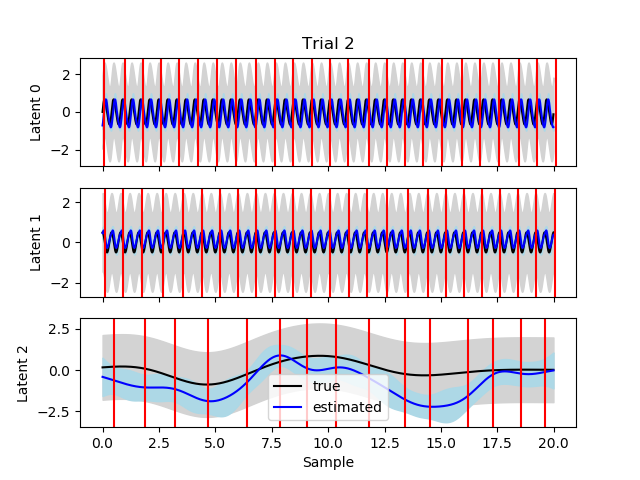 Trial 2
Latent 0
2
0
−2
Latent 1
2
0
−2
Latent 2
2.5
0.0
−2.5
true
estimated
0.0 2.5 5.0 7.5 10.0 12.5 15.0 17.5 20.0
Sample